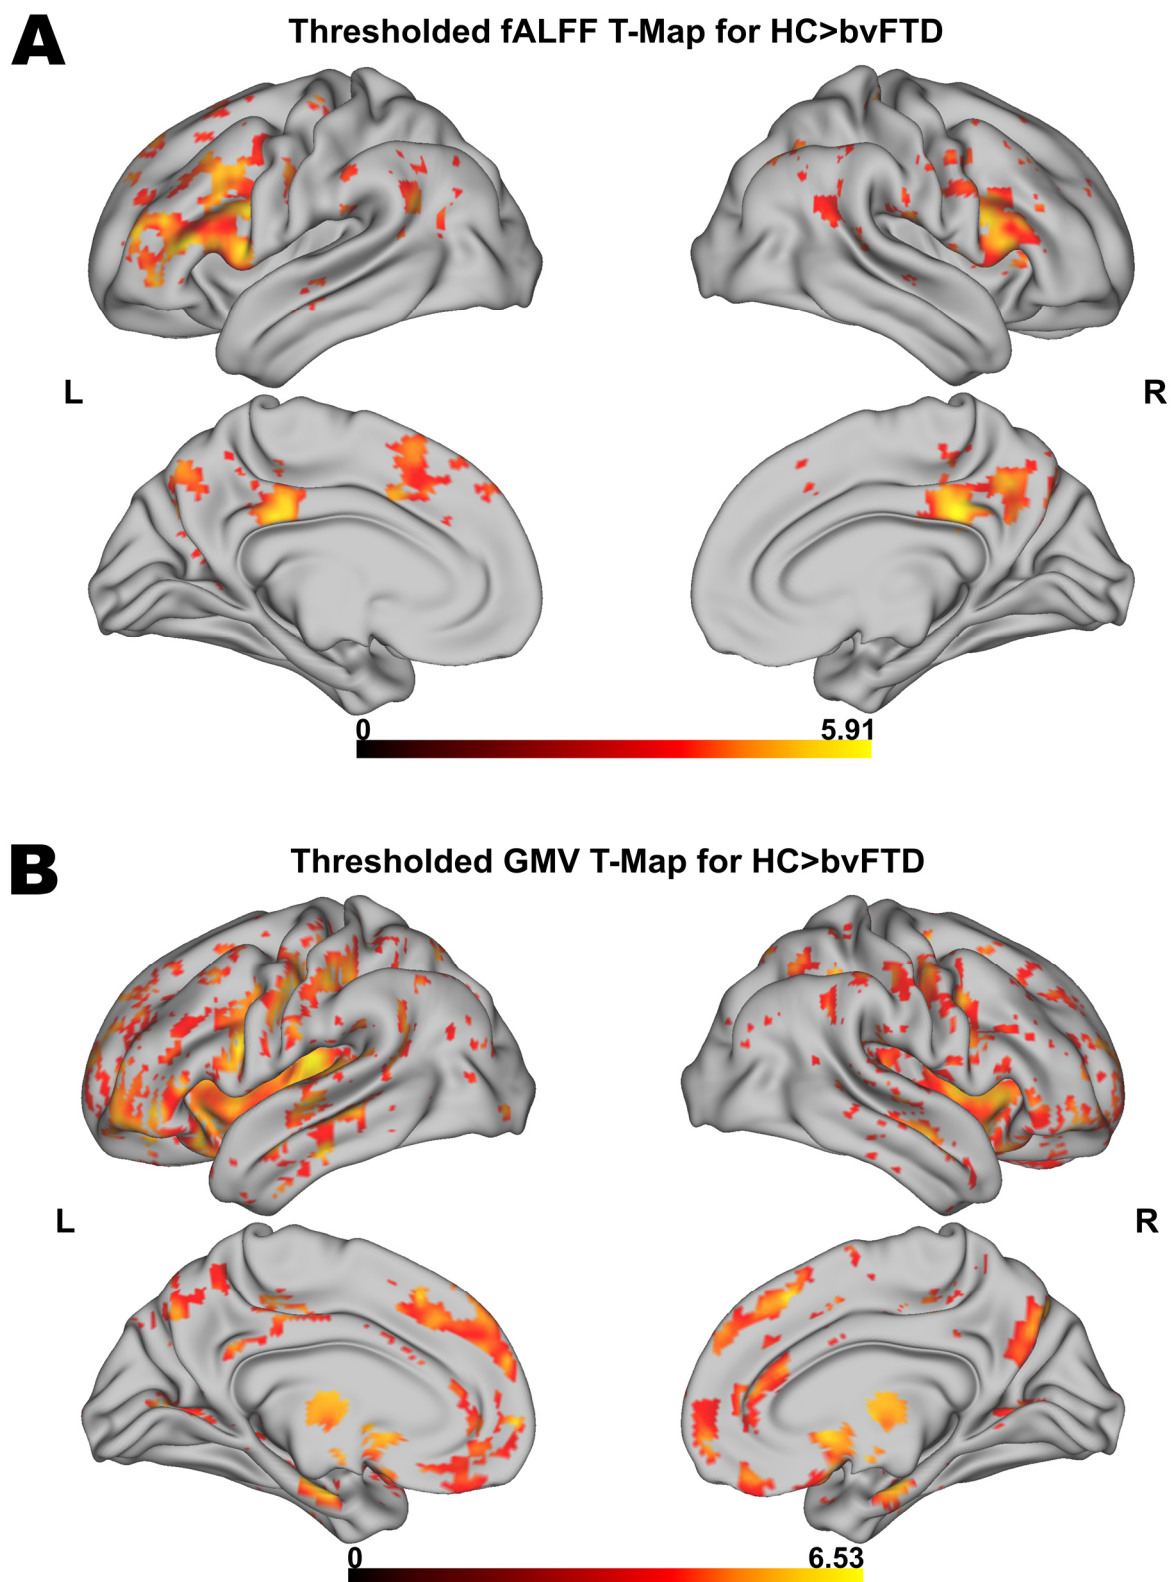 A
Thresholded fALFF T-Map for HC>bvFTD
L
R
0
5.91
B
Thresholded GMV T-Map for HC>bvFTD
L
R
0
6.53